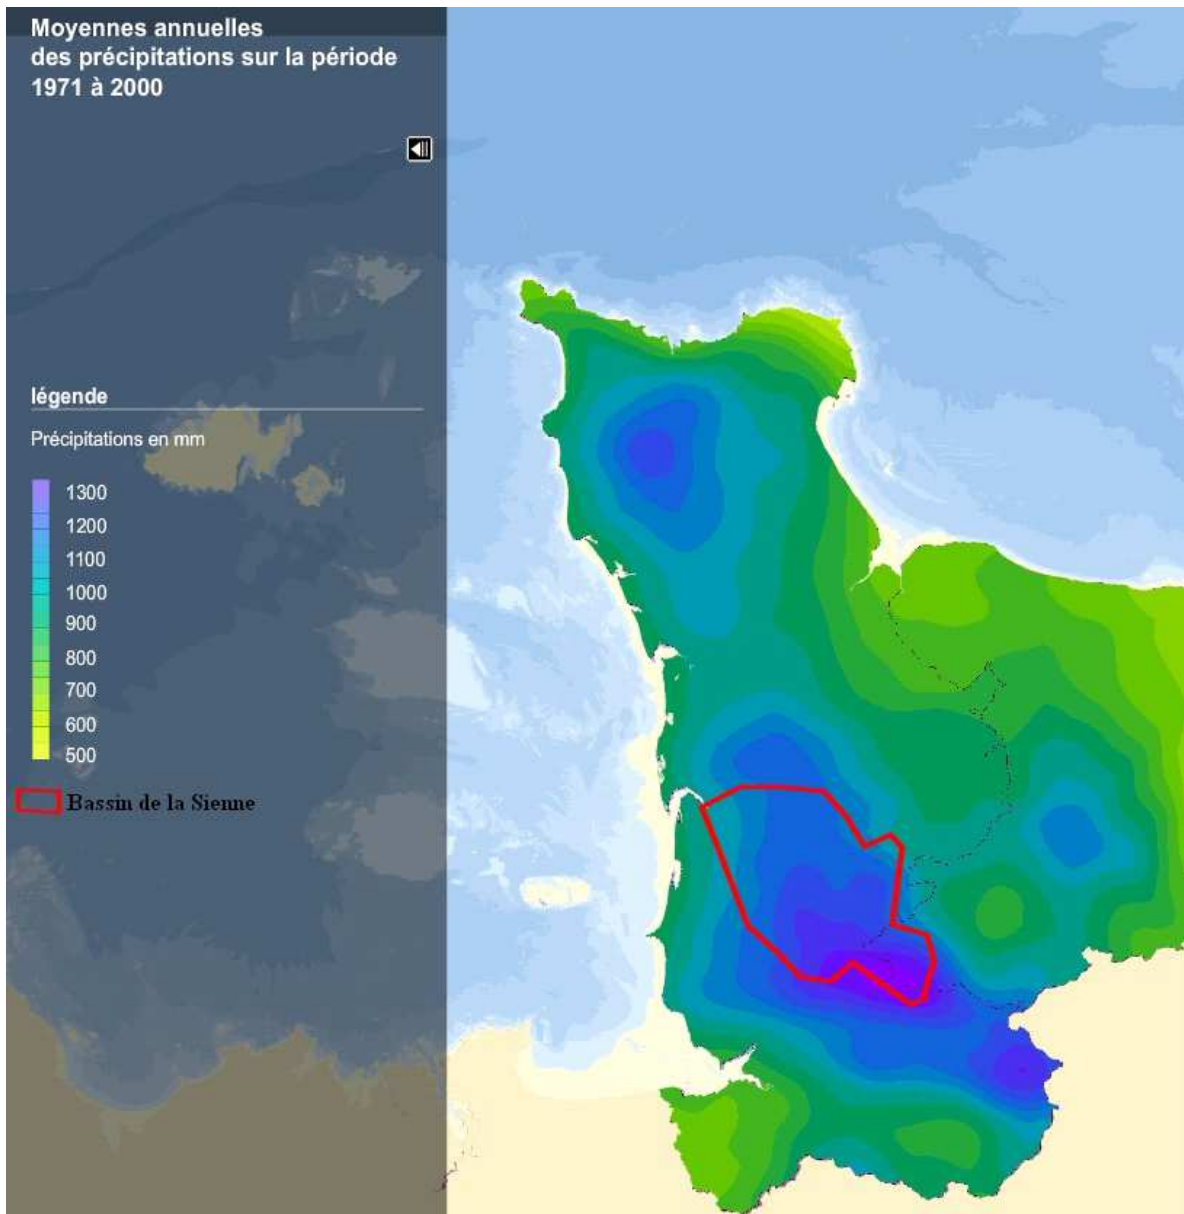 Moyennes annuelles
des précipitations sur la période
1971 à 2000
légende
Précipitations en mm
1300
1200
1100
1000
900
800
700
600
500
Bassin de la Sienne